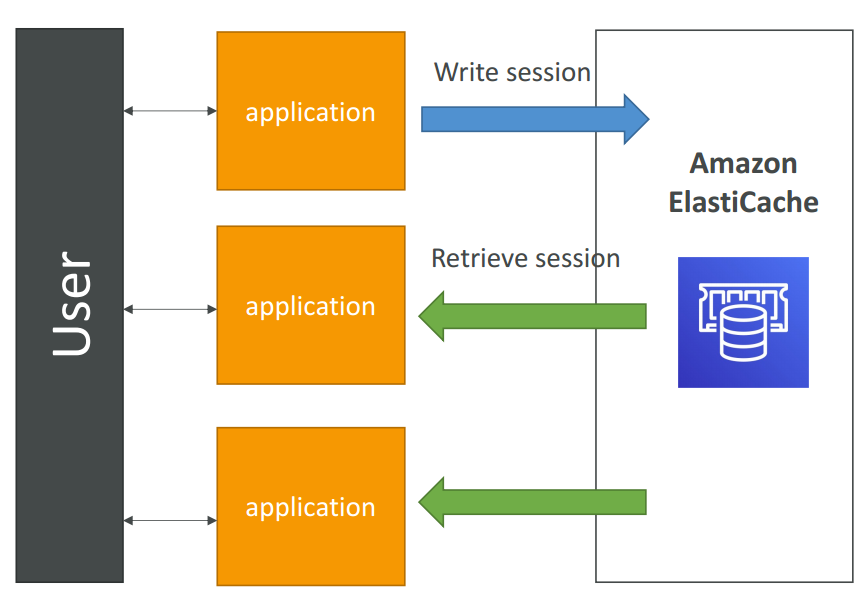 User
application
Write session
Amazon
ElastiCache
application
Retrieve session
application